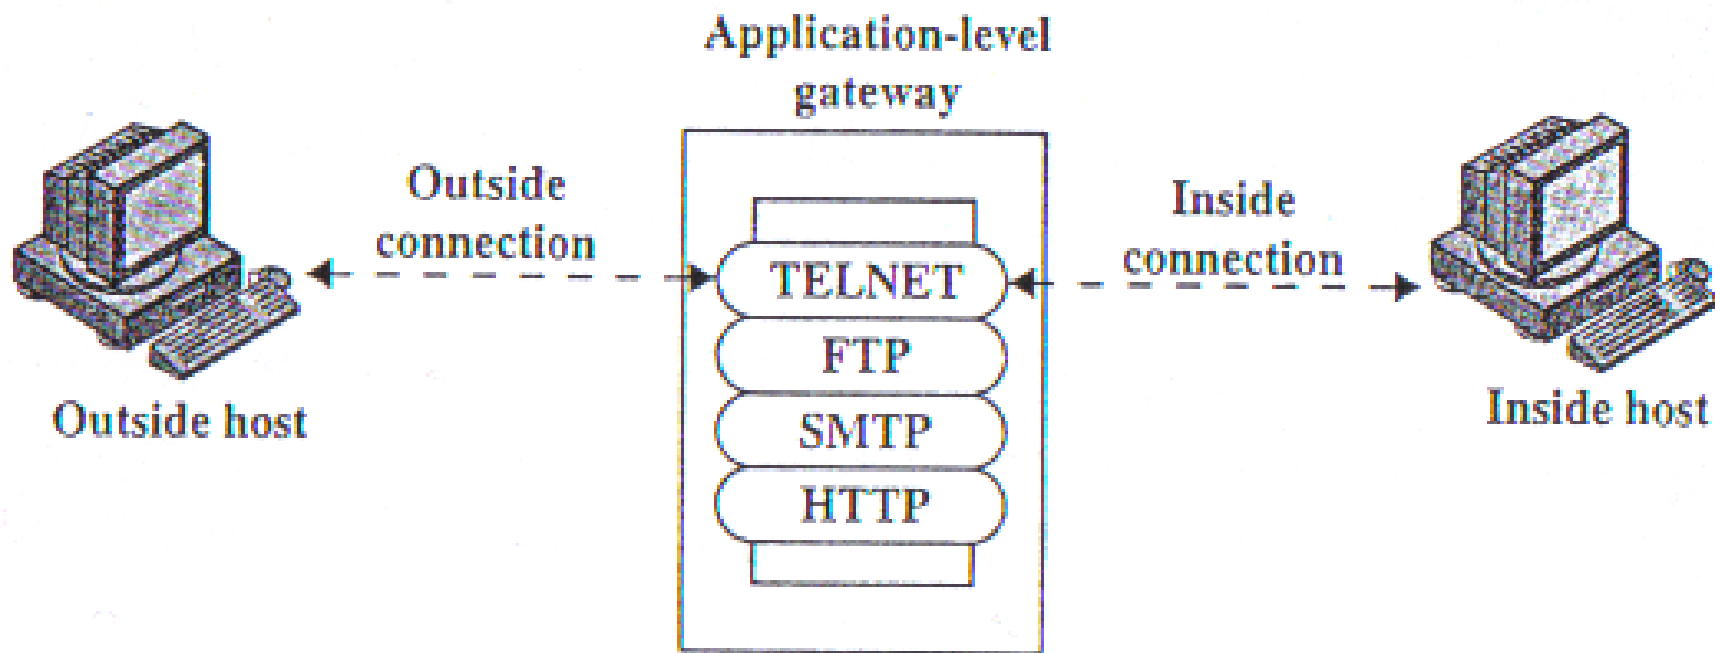 Application-level
gateway
Outside
connection
Inside
connection
TELNET
FTP
SMTP
HTTP
Outside host
Inside host